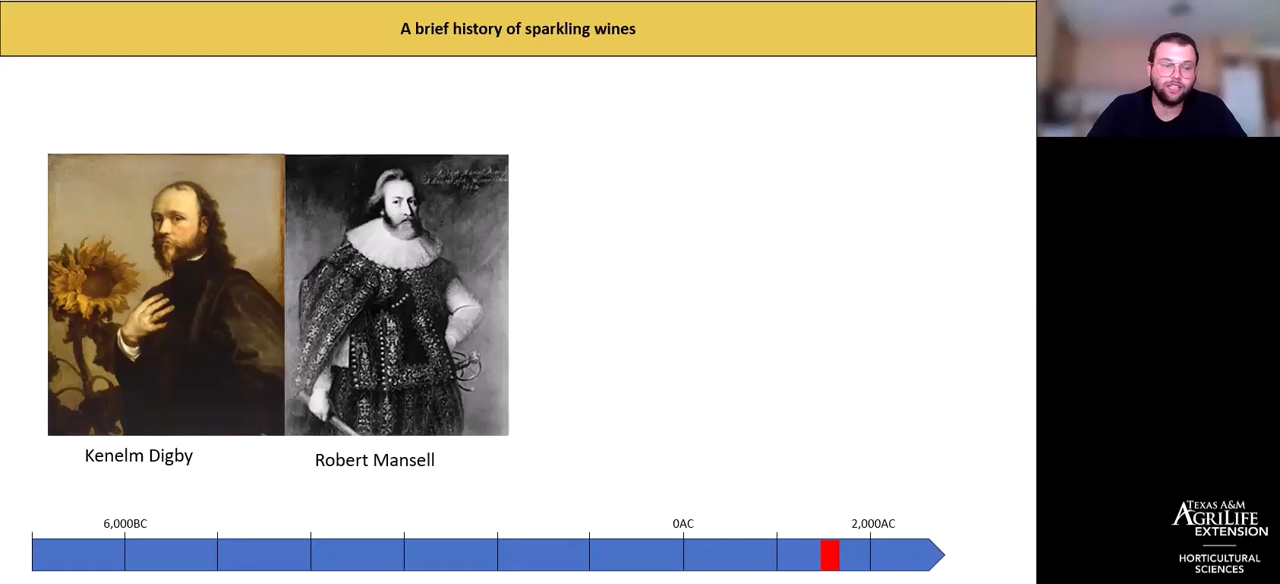 A brief history of sparkling wines
Kenelm Digby
Robert Mansell
6,000BC
0AC
2,000AC
TEXAS A&M
AGRILIFE
EXTENSION
HORTICULTURAL
SCIENCES